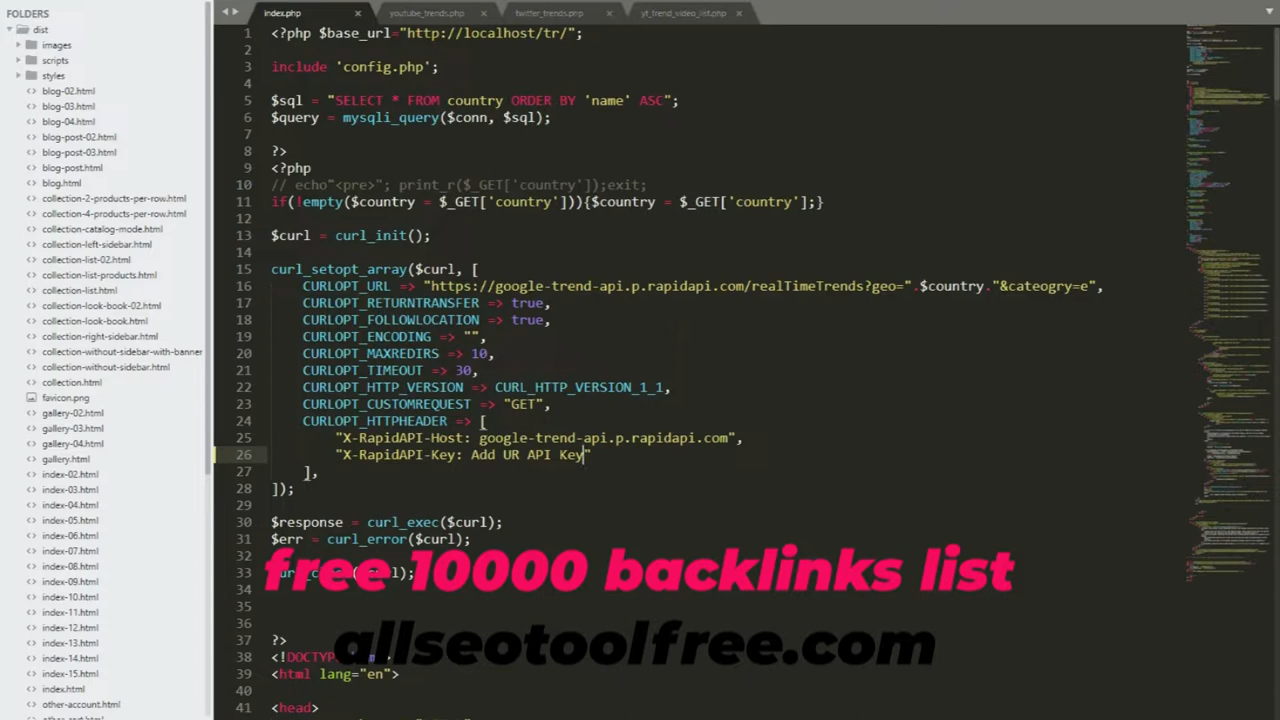 FOLDERS
dist
images
scripts
styles
blog-02.html
blog-03.html
blog-04.html
blog-post-02.html
blog-post-03.html
blog-post.html
blog.html
collection-2-products-per-row.html
collection-4-products-per-row.html
collection-catalog-mode.html
collection-left-sidebar.html
collection-list-02.html
collection-list-products.html
collection-list.html
collection-look-book-02.html
collection-look-book.html
collection-right-sidebar.html
collection-without-sidebar-with-banner
collection-without-sidebar.html
collection.html
favicon.png
gallery-02.html
gallery-03.html
gallery-04.html
gallery.html
index-02.html
index-03.html
index-04.html
index-05.html
index-06.html
index-07.html
index-08.html
index-09.html
index-10.html
index-11.html
index-12.html
index-13.html
index-14.html
index-15.html
index.html
other-account.html
index.php × youtube_trends.php × twitter_trends.php × yt_trend_video_list.php ×
1 <?php $base_url="http://localhost/tr/";
2
3 include 'config.php';
4
5 $sql = "SELECT * FROM country ORDER BY 'name' ASC";
6 $query = mysqli_query($conn, $sql);
7
8 ?>
9 <?php
10 // echo"<pre>"; print_r($_GET['country']);exit;
11 if(!empty($country = $_GET['country'])){$country = $_GET['country'];}
12
13 $curl = curl_init();
14
15 curl_setopt_array($curl, [
16 CURLOPT_URL => "https://google-trend-api.p.rapidapi.com/realTimeTrends?geo=".$country."&cateogry=e",
17 CURLOPT_RETURNTRANSFER => true,
18 CURLOPT_FOLLOWLOCATION => true,
19 CURLOPT_ENCODING => "",
20 CURLOPT_MAXREDIRS => 10,
21 CURLOPT_TIMEOUT => 30,
22 CURLOPT_HTTP_VERSION => CURL_HTTP_VERSION_1_1,
23 CURLOPT_CUSTOMREQUEST => "GET",
24 CURLOPT_HTTPHEADER => [
25 "X-RapidAPI-Host: google-trend-api.p.rapidapi.com",
26 "X-RapidAPI-Key: Add UR API Key"
27 ],
28 ]);
29
30 $response = curl_exec($curl);
31 $err = curl_error($curl);
32
free 10000 backlinks list
33
34
35
36
allseotoolfree.com
37 ?>
38 <!DOCTYP
39 <html lang="en">
40
41 <head>